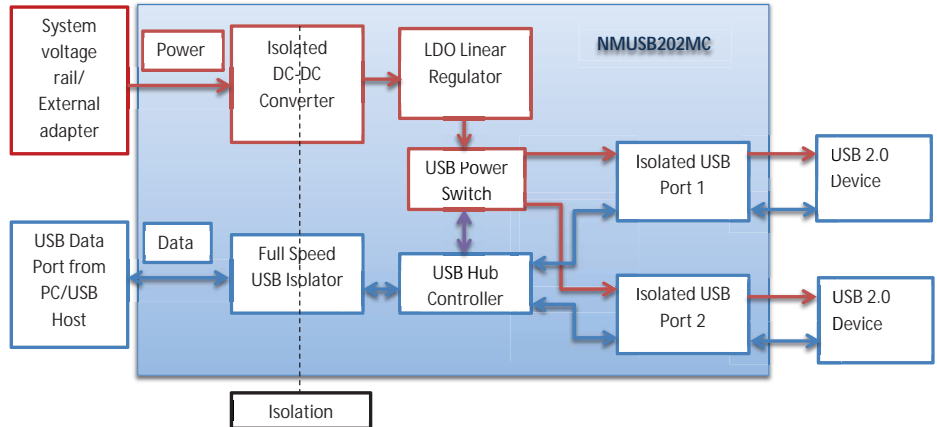 System
voltage
rail/
External
adapter
Power
Isolated
DC-DC
Converter
LDO Linear
Regulator
NMUSB202MC
USB Power
Switch
Isolated USB
Port 1
USB 2.0
Device
USB Data
Port from
PC/USB
Host
Data
Full Speed
USB Isolator
USB Hub
Controller
Isolated USB
Port 2
USB 2.0
Device
Isolation